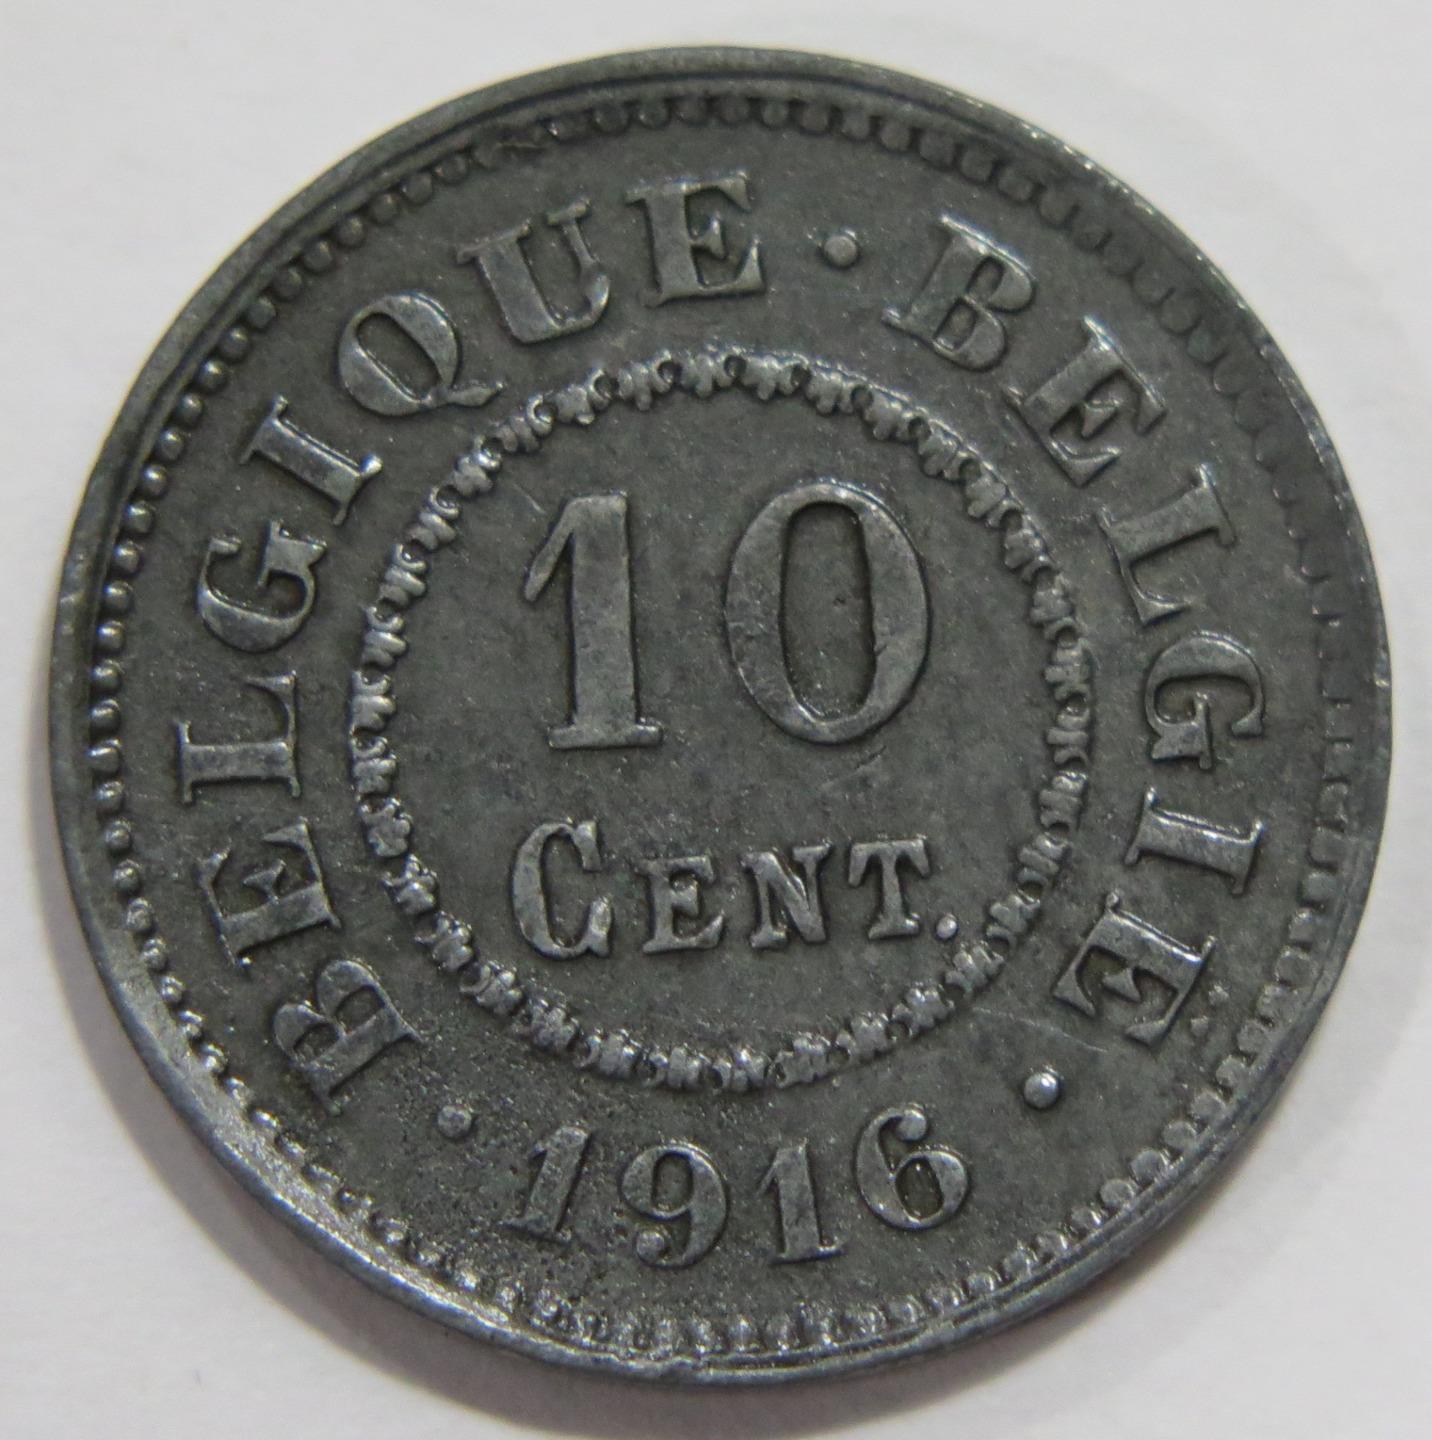 BELGIQUE · BELGIE ·
10
CENT.
· 1916